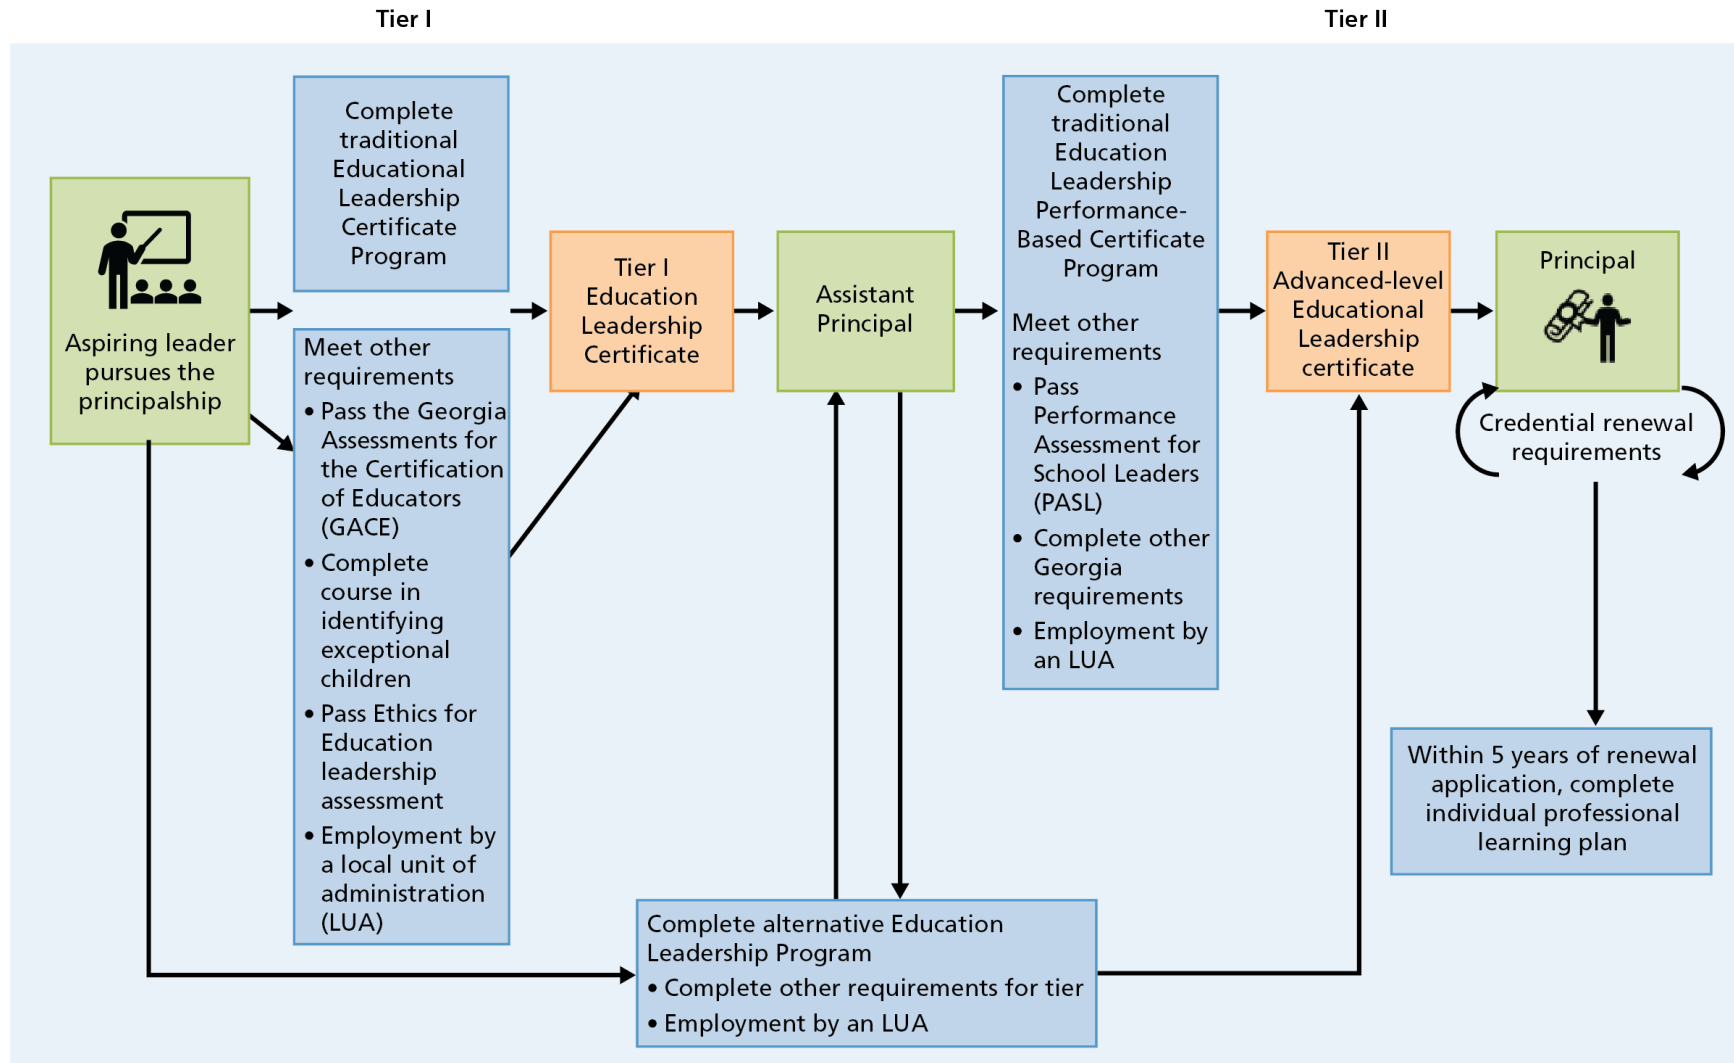 Tier I
Tier II
Aspiring leader
pursues the
principalship
Complete
traditional
Educational
Leadership
Certificate
Program
Meet other
requirements
• Pass the Georgia
Assessments for
the Certification
of Educators
(GACE)
• Complete
course in
identifying
exceptional
children
• Pass Ethics for
Education
leadership
assessment
• Employment by
a local unit of
administration
(LUA)
Tier I
Education
Leadership
Certificate
Assistant
Principal
Complete
traditional
Education
Leadership
Performance-
Based Certificate
Program
Meet other
requirements
• Pass
Performance
Assessment for
School Leaders
(PASL)
• Complete other
Georgia
requirements
• Employment by
an LUA
Tier II
Advanced-level
Educational
Leadership
certificate
Principal
Credential renewal
requirements
Within 5 years of renewal
application, complete
individual professional
learning plan
Complete alternative Education
Leadership Program
• Complete other requirements for tier
• Employment by an LUA